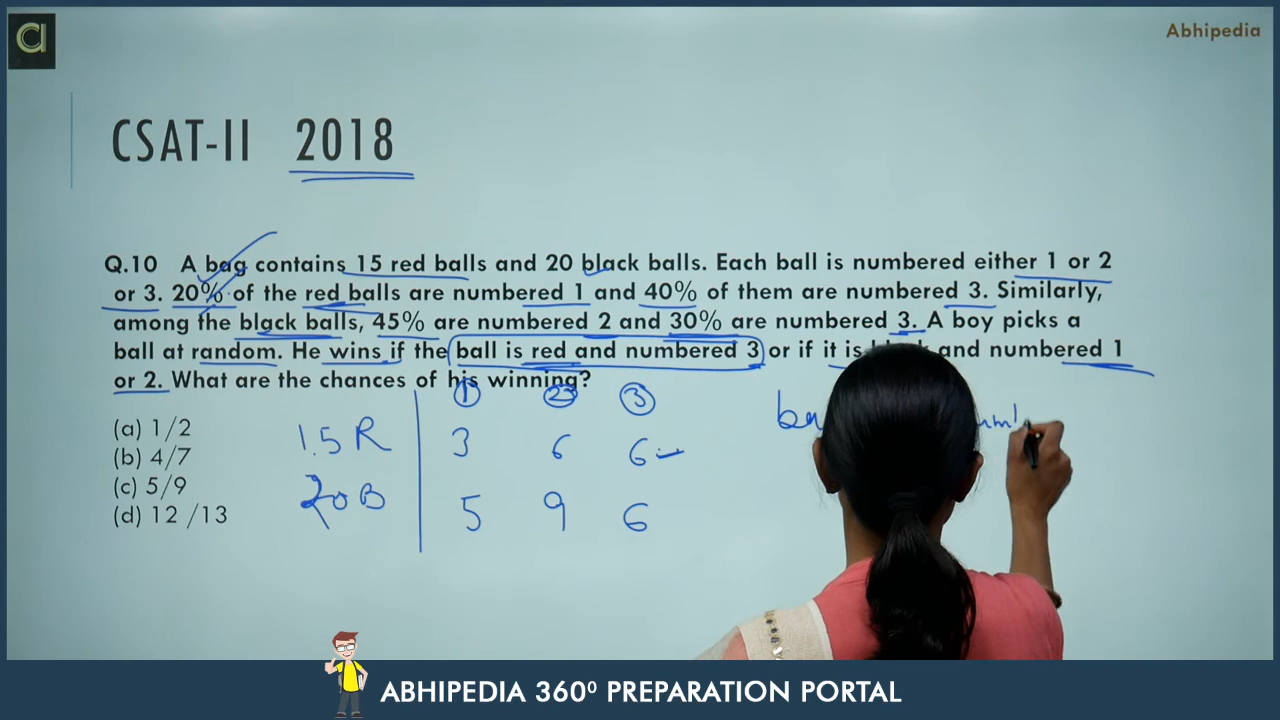 Abhipedia
CSAT-II 2018
Q.10 A bag contains 15 red balls and 20 black balls. Each ball is numbered either 1 or 2
or 3. 20% of the red balls are numbered 1 and 40% of them are numbered 3. Similarly,
among the black balls, 45% are numbered 2 and 30% are numbered 3. A boy picks a
ball at random. He wins if the ball is red and numbered 3 or if it is and numbered 1
or 2. What are the chances of his winning?
(a) 1/2
(b) 4/7
(c) 5/9
(d) 12 /13
1 3
15 R 3 6 6
20 B 5 9 6
ABHIPEDIA 360⁰ PREPARATION PORTAL